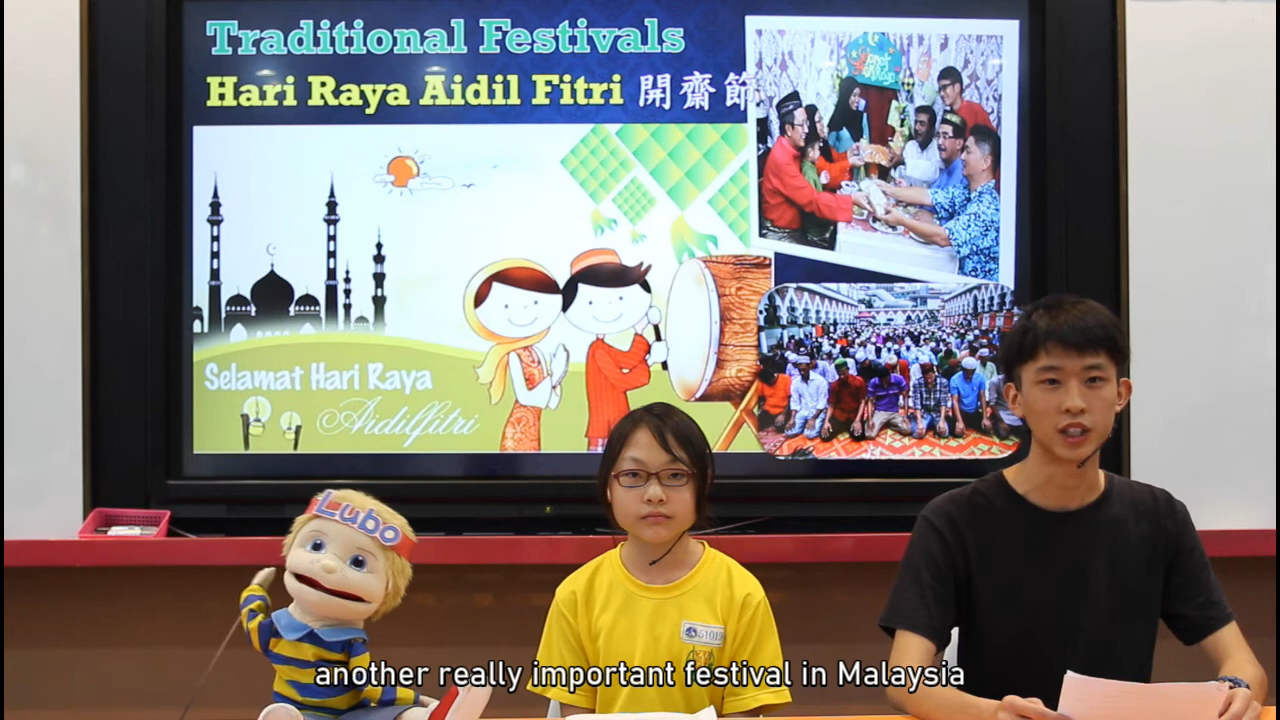 Traditional Festivals
Hari Raya Aidil Fitri 開齋節
Selamat Hari Raya
Aidilfitri
Lubo
another really important festival in Malaysia